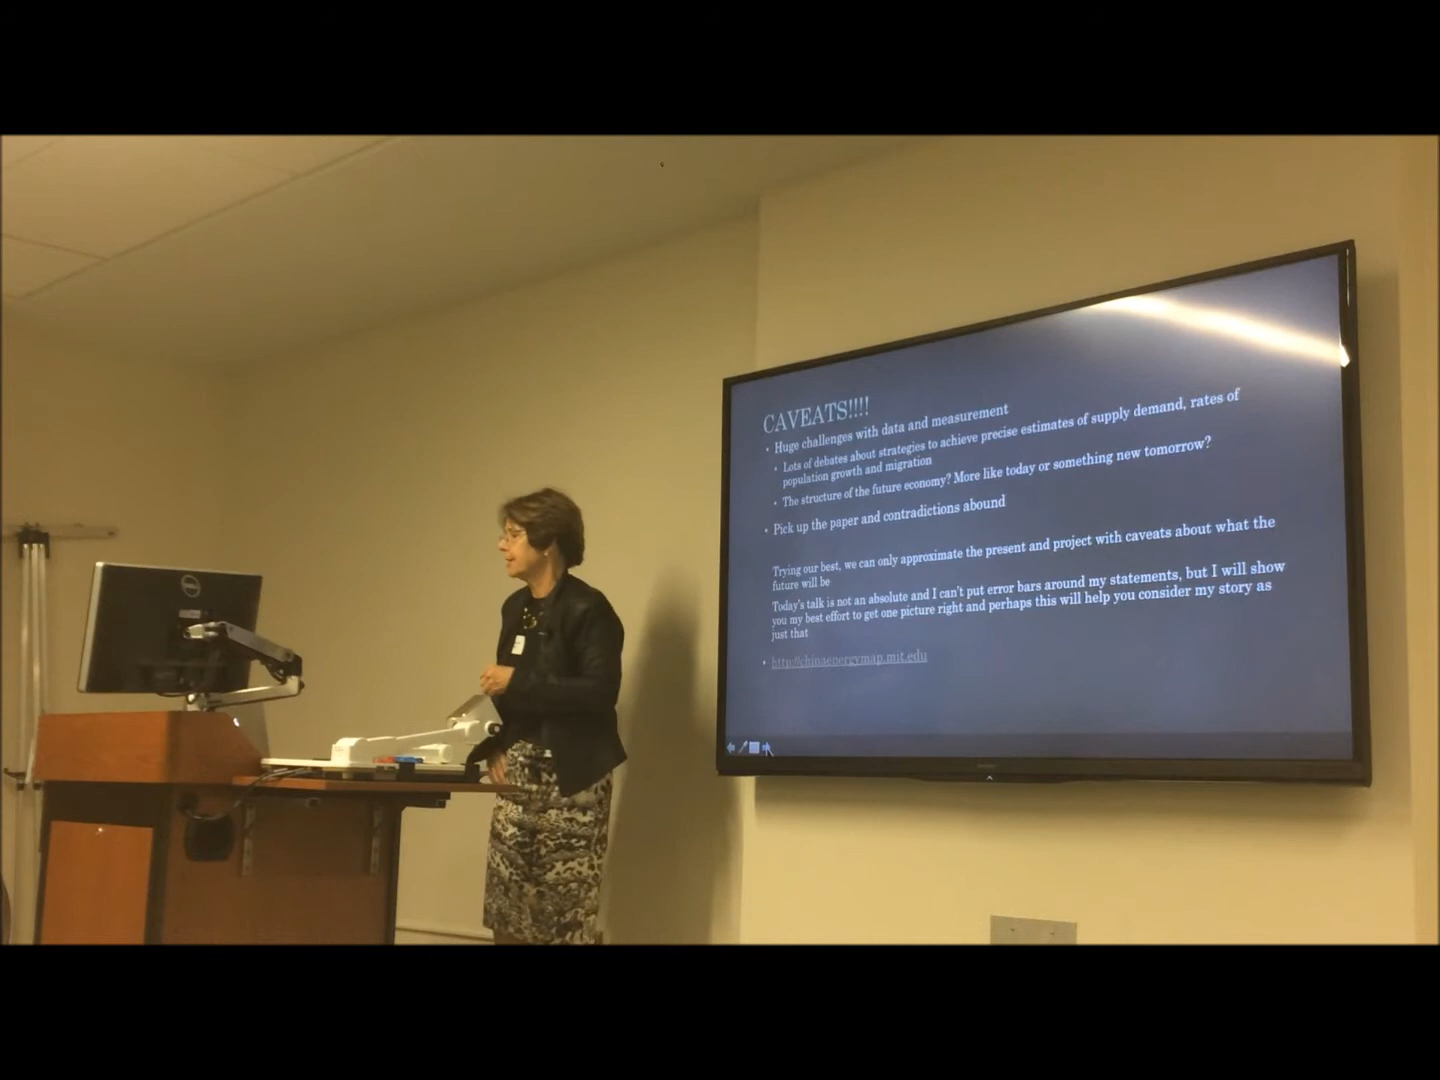 CAVEATS!!!!
• Huge challenges with data and measurement
• Lots of debates about strategies to achieve precise estimates of supply demand, rates of
population growth and migration
• The structure of the future economy? More like today or something new tomorrow?
• Pick up the paper and contradictions abound
Trying our best, we can only approximate the present and project with caveats about what the
future will be
Today's talk is not an absolute and I can't put error bars around my statements, but I will show
you my best effort to get one picture right and perhaps this will help you consider my story as
just that
• http://chinaenergymap.mit.edu
DELL